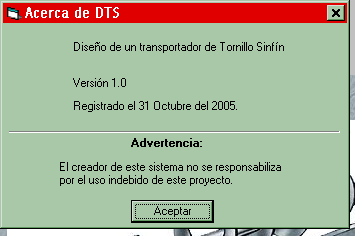 Acerca de DTS
Diseño de un transportador de Tornillo Sinfín
Versión 1.0
Registrado el 31 Octubre del 2005.
Advertencia:
El creador de este sistema no se responsabiliza
por el uso indebido de este proyecto.
Aceptar